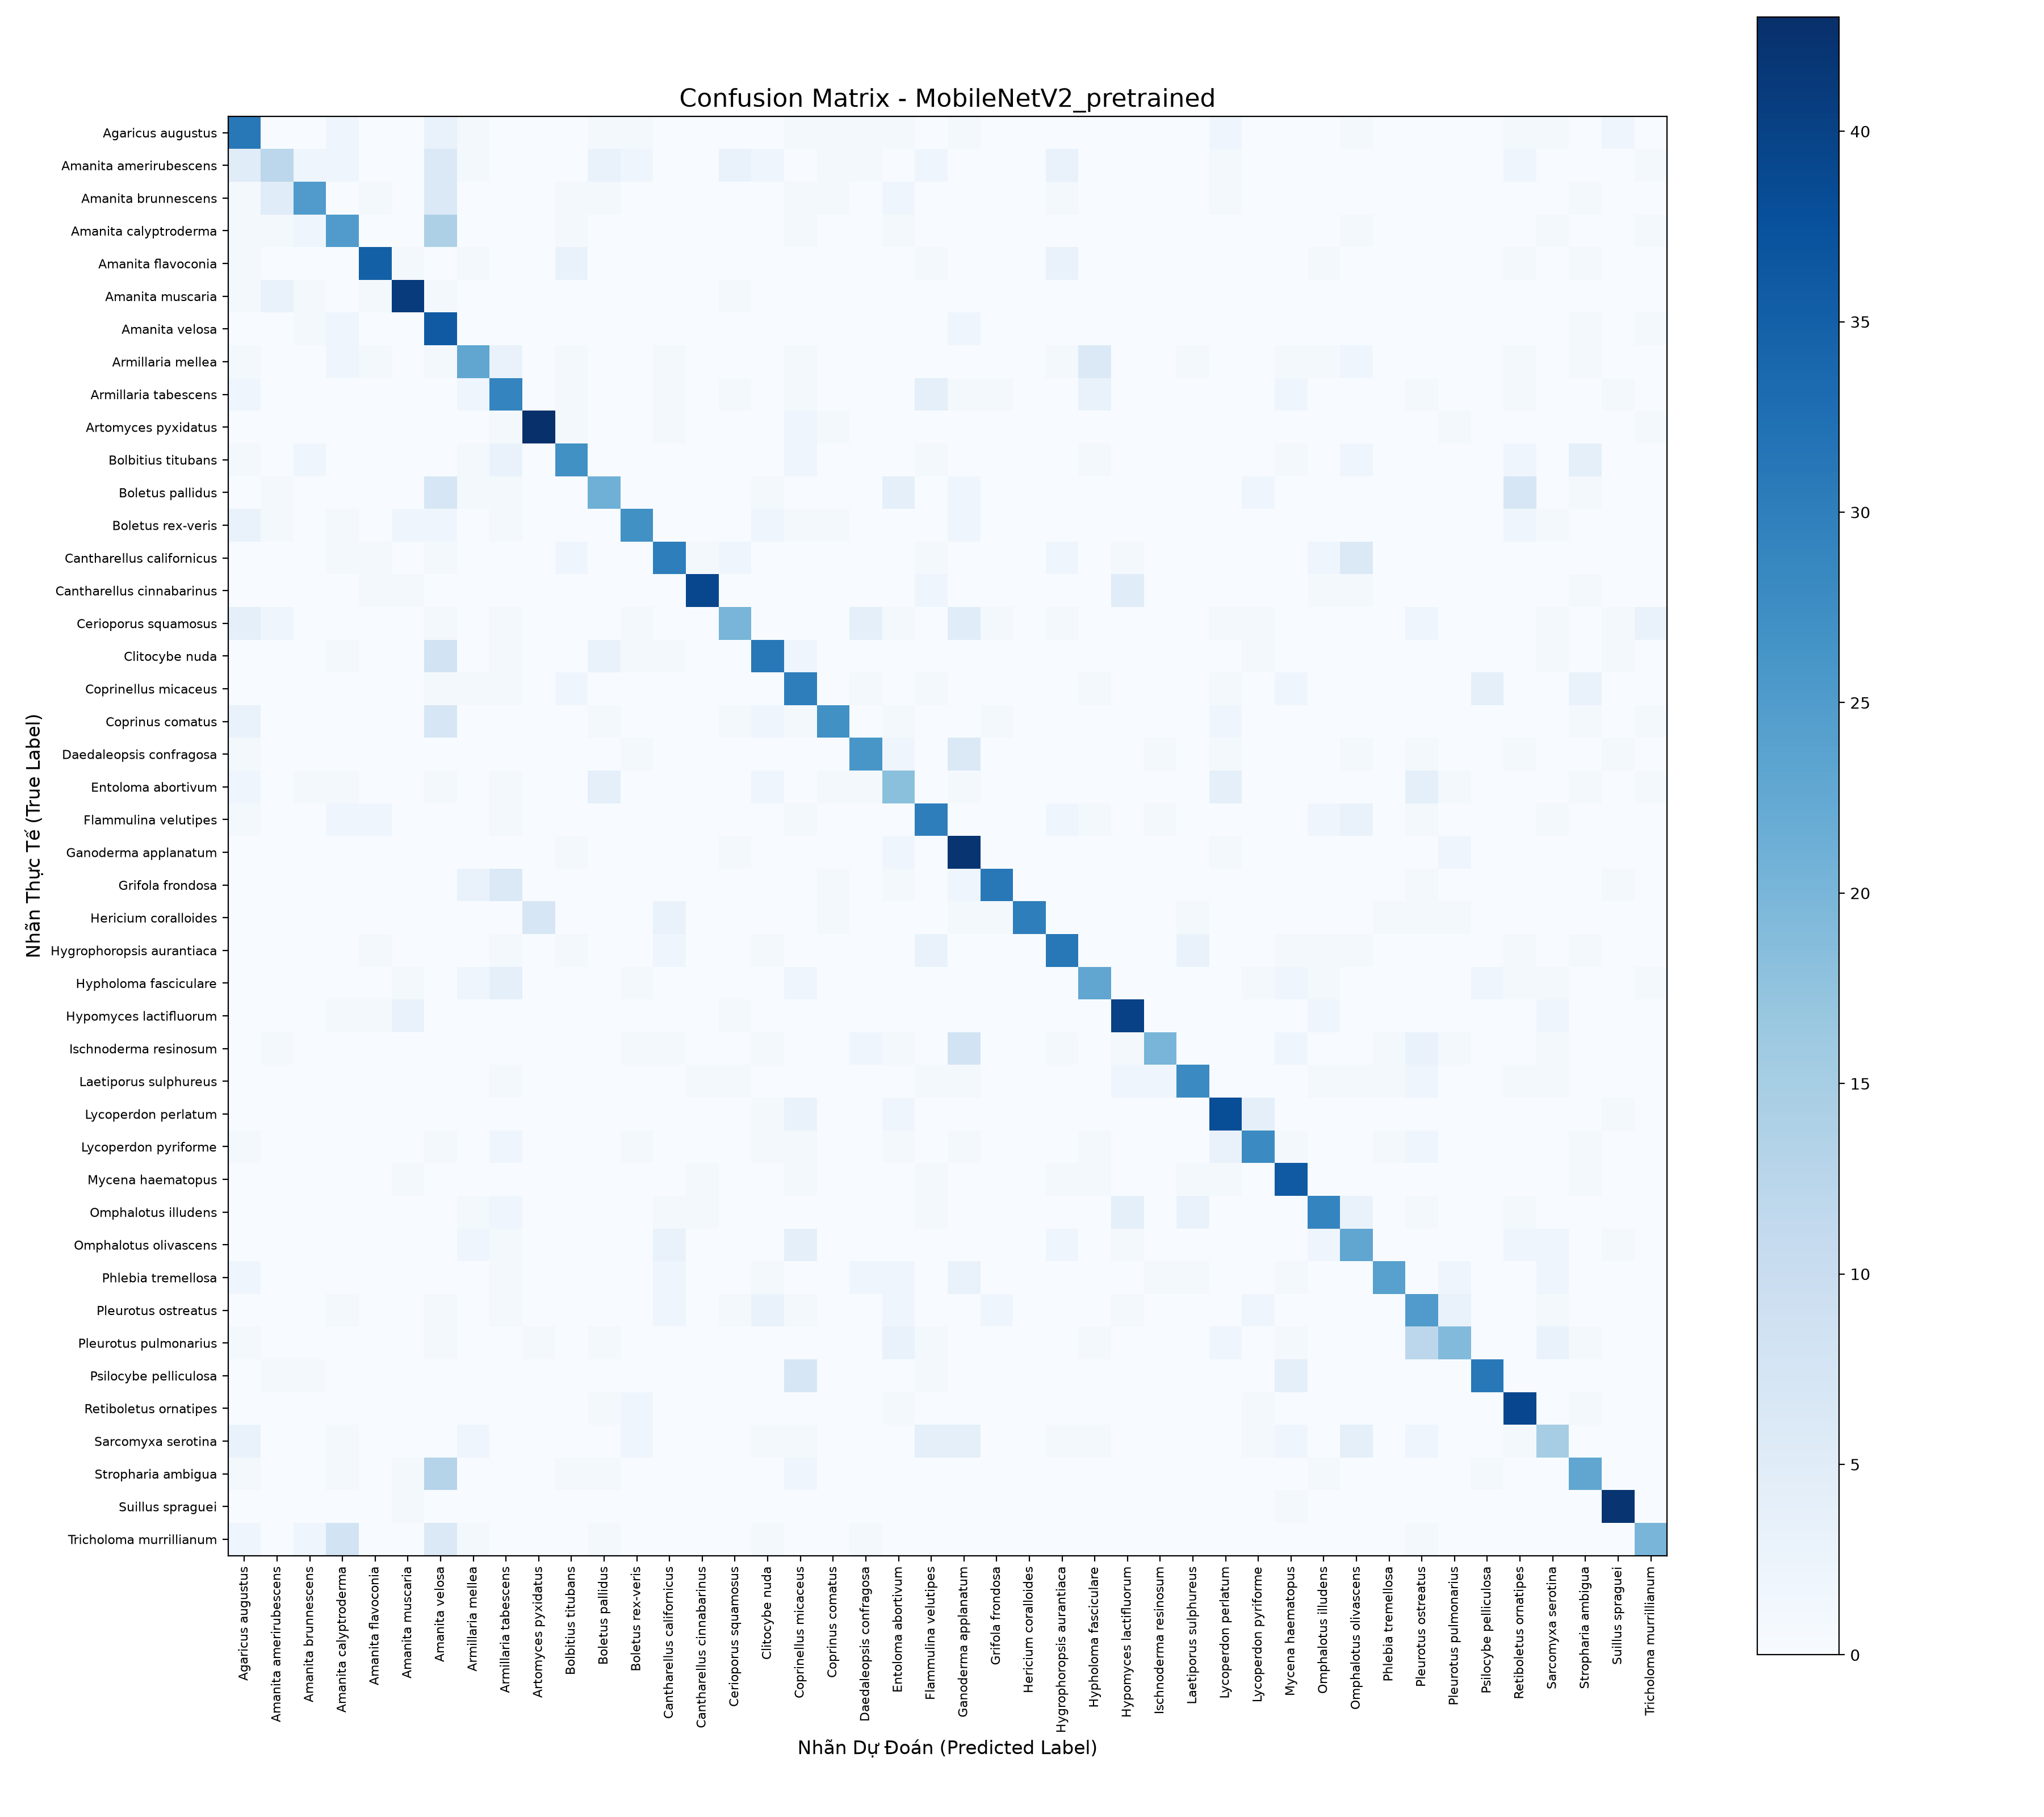 Confusion Matrix - MobileNetV2_pretrained
Nhãn Thực Tế (True Label)
Agaricus augustus
Amanita amerirubescens
Amanita brunnescens
Amanita calyptroderma
Amanita flavoconia
Amanita muscaria
Amanita velosa
Armillaria mellea
Armillaria tabescens
Artomyces pyxidatus
Bolbitius titubans
Boletus pallidus
Boletus rex-veris
Cantharellus californicus
Cantharellus cinnabarinus
Cerioporus squamosus
Clitocybe nuda
Coprinellus micaceus
Coprinus comatus
Daedaleopsis confragosa
Entoloma abortivum
Flammulina velutipes
Ganoderma applanatum
Grifola frondosa
Hericium coralloides
Hygrophoropsis aurantiaca
Hypholoma fasciculare
Hypomyces lactifluorum
Ischnoderma resinosum
Laetiporus sulphureus
Lycoperdon perlatum
Lycoperdon pyriforme
Mycena haematopus
Omphalotus illudens
Omphalotus olivascens
Phlebia tremellosa
Pleurotus ostreatus
Pleurotus pulmonarius
Psilocybe pelliculosa
Retiboletus ornatipes
Sarcomyxa serotina
Stropharia ambigua
Suillus spraguei
Tricholoma murrillianum
Agaricus augustus
Amanita amerirubescens
Amanita brunnescens
Amanita calyptroderma
Amanita flavoconia
Amanita muscaria
Amanita velosa
Armillaria mellea
Armillaria tabescens
Artomyces pyxidatus
Bolbitius titubans
Boletus pallidus
Boletus rex-veris
Cantharellus californicus
Cantharellus cinnabarinus
Cerioporus squamosus
Clitocybe nuda
Coprinellus micaceus
Coprinus comatus
Daedaleopsis confragosa
Entoloma abortivum
Flammulina velutipes
Ganoderma applanatum
Grifola frondosa
Hericium coralloides
Hygrophoropsis aurantiaca
Hypholoma fasciculare
Hypomyces lactifluorum
Ischnoderma resinosum
Laetiporus sulphureus
Lycoperdon perlatum
Lycoperdon pyriforme
Mycena haematopus
Omphalotus illudens
Omphalotus olivascens
Phlebia tremellosa
Pleurotus ostreatus
Pleurotus pulmonarius
Psilocybe pelliculosa
Retiboletus ornatipes
Sarcomyxa serotina
Stropharia ambigua
Suillus spraguei
Tricholoma murrillianum
Nhãn Dự Đoán (Predicted Label)
40
35
30
25
20
15
10
5
0